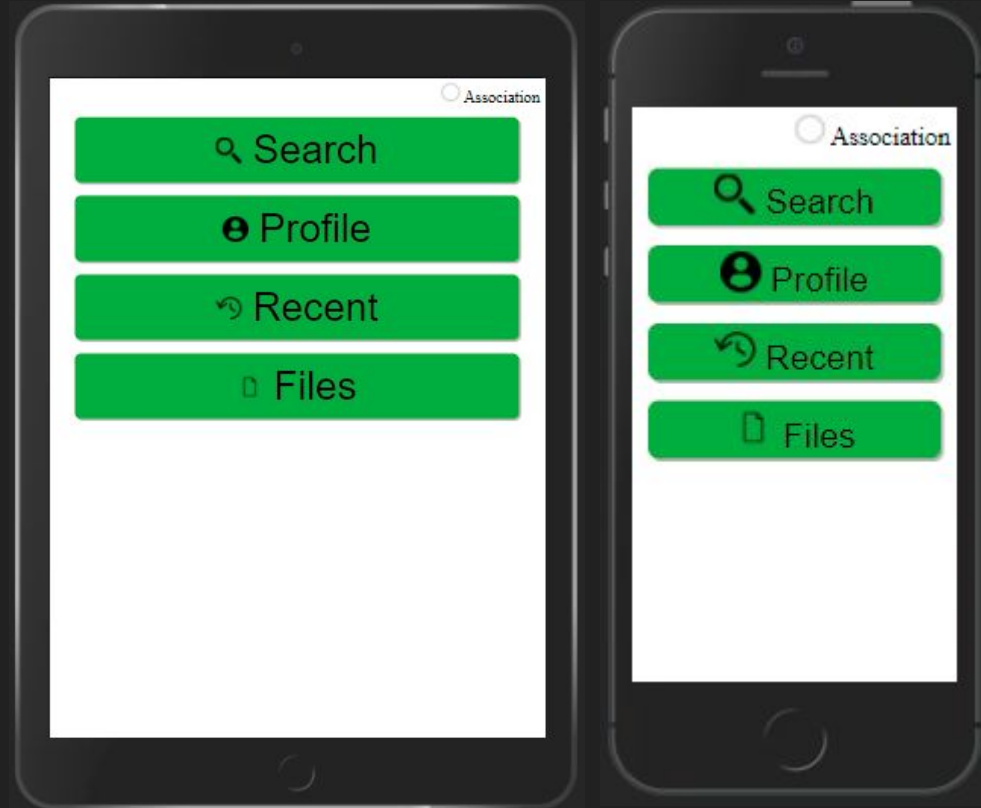 Association
Search
Profile
Recent
Files
Association
Search
Profile
Recent
Files